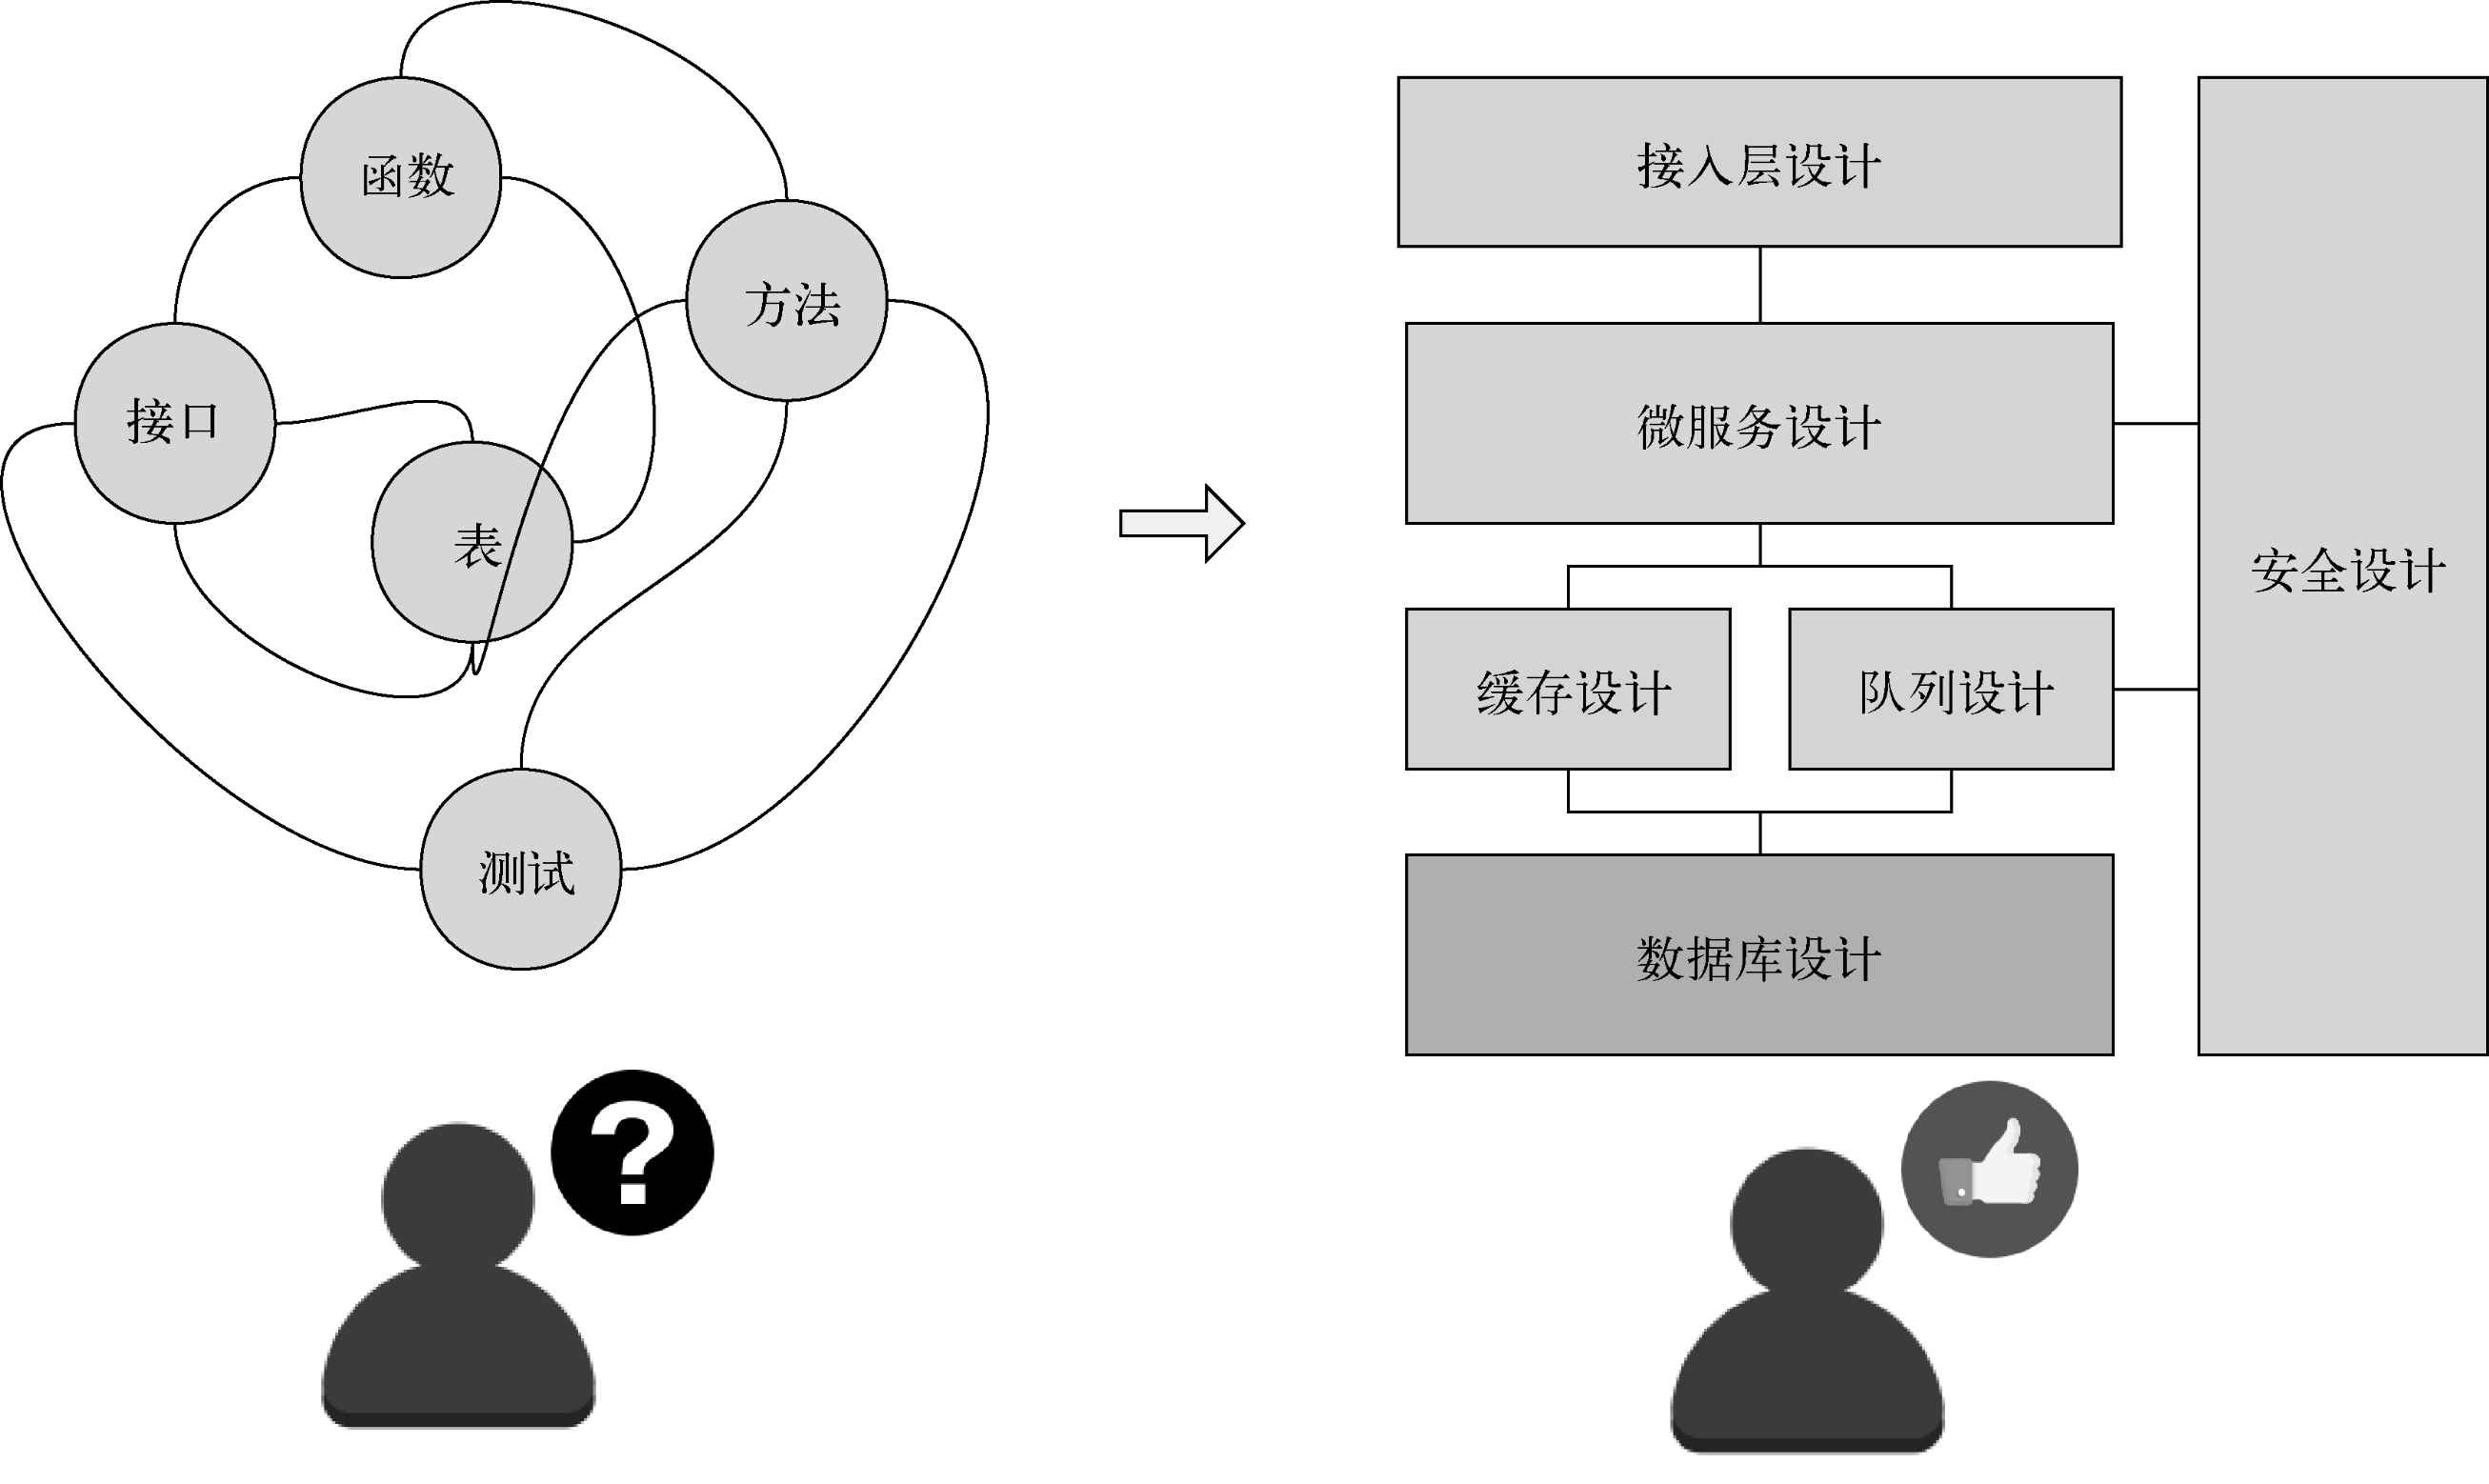 函数
方法
接口
表
测试
接入层设计
微服务设计
缓存设计
队列设计
数据库设计
安全设计
?